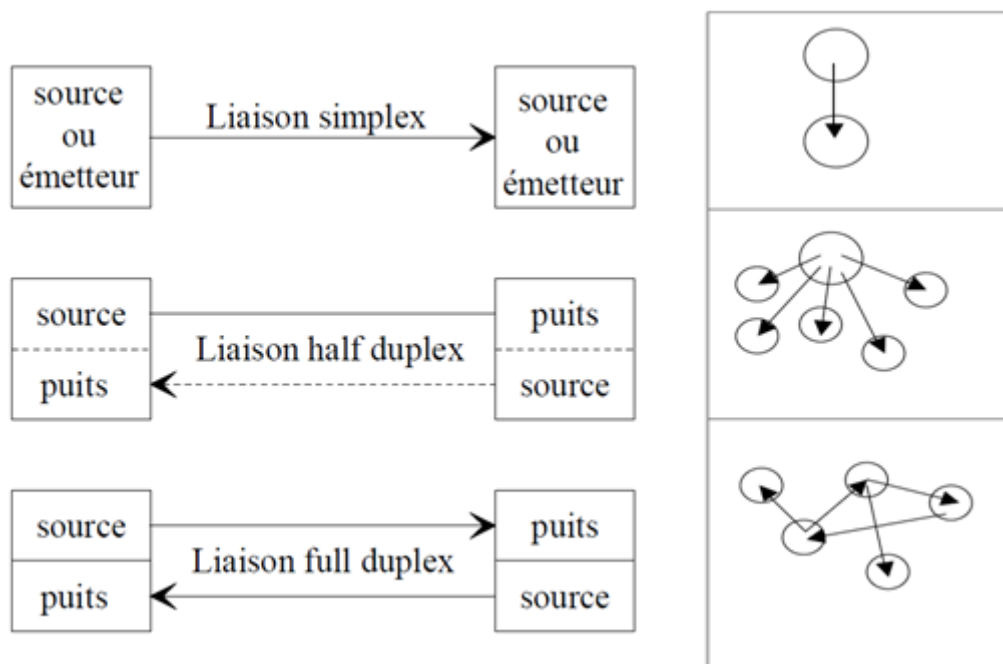 source
ou
émetteur
Liaison simplex
source
ou
émetteur
source
puits
Liaison half duplex
puits
source
source
puits
Liaison full duplex
puits
source